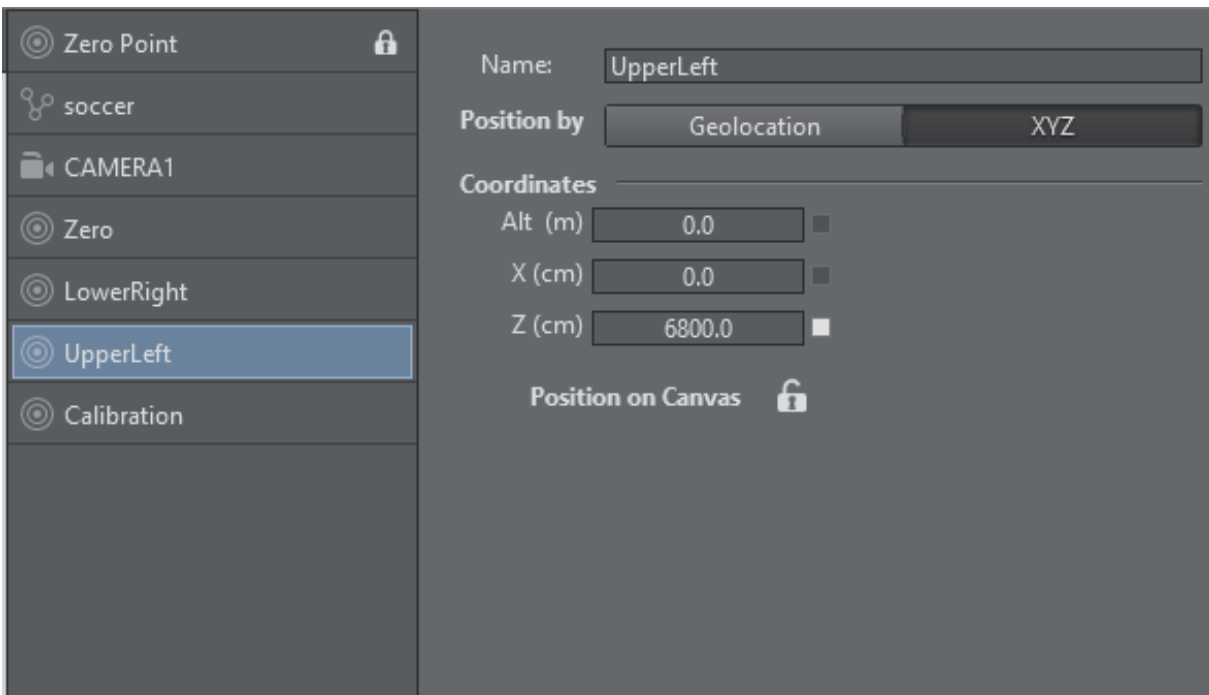 Zero Point
soccer
CAMERA1
Zero
LowerRight
UpperLeft
Calibration
Name: UpperLeft
Position by Geolocation XYZ
Coordinates
Alt (m) 0.0
X (cm) 0.0
Z (cm) 6800.0
Position on Canvas